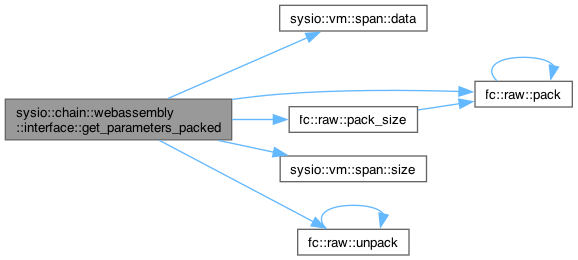 sysio::vm::span::data
sysio::chain::webassembly
::interface::get_parameters_packed
fc::raw::pack
fc::raw::pack_size
sysio::vm::span::size
fc::raw::unpack